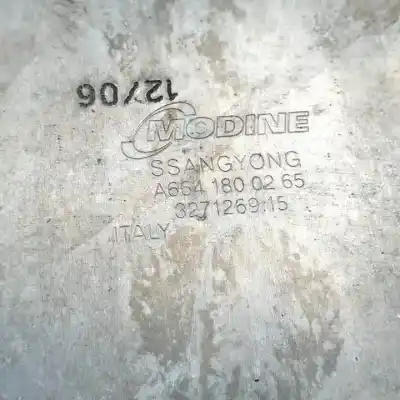 12/06
MODINE
SSANGYONG
A664 180 02 65
3271269.15
ITALY